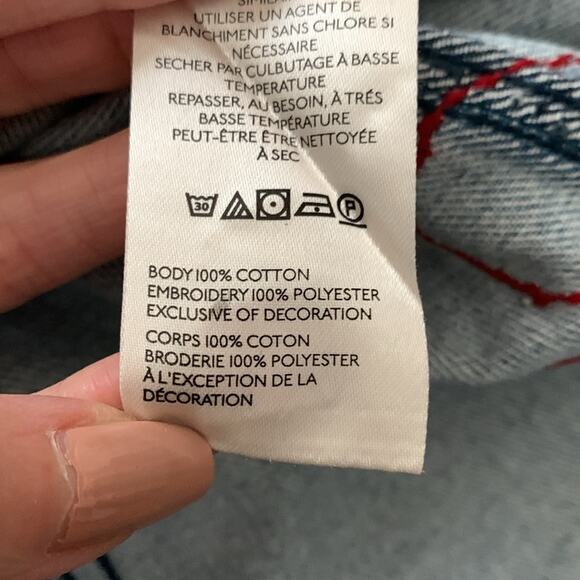 UTILISER UN AGENT DE
BLANCHIMENT SANS CHLORE SI
NÉCESSAIRE
SECHER PAR CULBUTAGE À BASSE
TEMPERATURE
REPASSER, AU BESOIN, À TRÉS
BASSE TEMPÉRATURE
PEUT-ÊTRE ÊTRE NETTOYÉE
À SEC
30 P
BODY 100% COTTON
EMBROIDERY 100% POLYESTER
EXCLUSIVE OF DECORATION
CORPS 100% COTON
BRODERIE 100% POLYESTER
À L'EXCEPTION DE LA
DÉCORATION